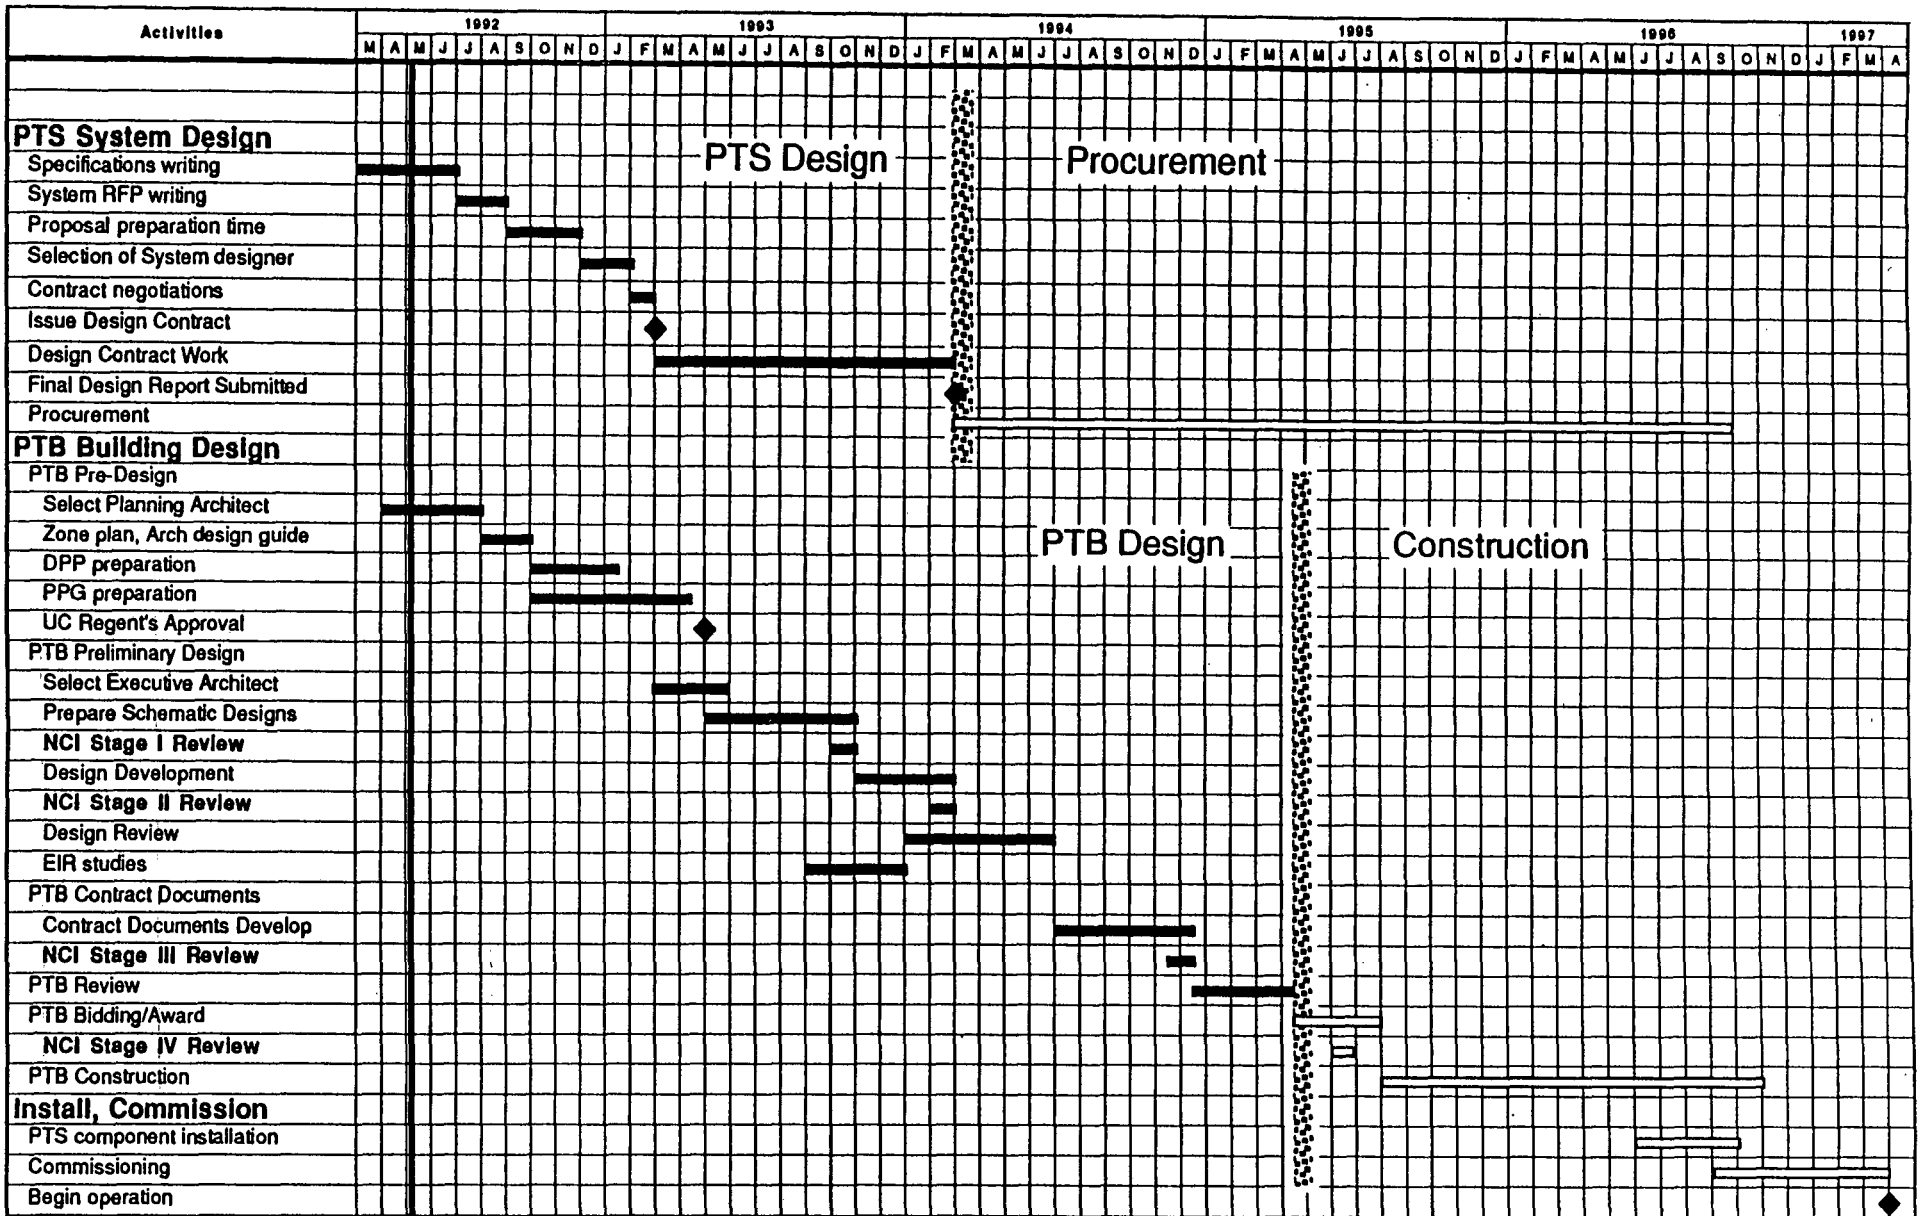 Activities 1992 1993 1994 1995 1996 1997
M A M J J A S O N D J F M A M J J A S O N D J F M A M J J A S O N D J F M A M J J A S O N D J F M A M J J A S O N D J F M A
PTS System Design
PTS Design Procurement
Specifications writing
System RFP writing
Proposal preparation time
Selection of System designer
Contract negotiations
Issue Design Contract
Design Contract Work
Final Design Report Submitted
Procurement
PTB Building Design
PTB Pre-Design
Select Planning Architect
Zone plan, Arch design guide
PTB Design Construction
DPP preparation
PPG preparation
UC Regent's Approval
PTB Preliminary Design
Select Executive Architect
Prepare Schematic Designs
NCI Stage I Review
Design Development
NCI Stage II Review
Design Review
EIR studies
PTB Contract Documents
Contract Documents Develop
NCI Stage III Review
PTB Review
PTB Bidding/Award
NCI Stage IV Review
PTB Construction
Install, Commission
PTS component installation
Commissioning
Begin operation